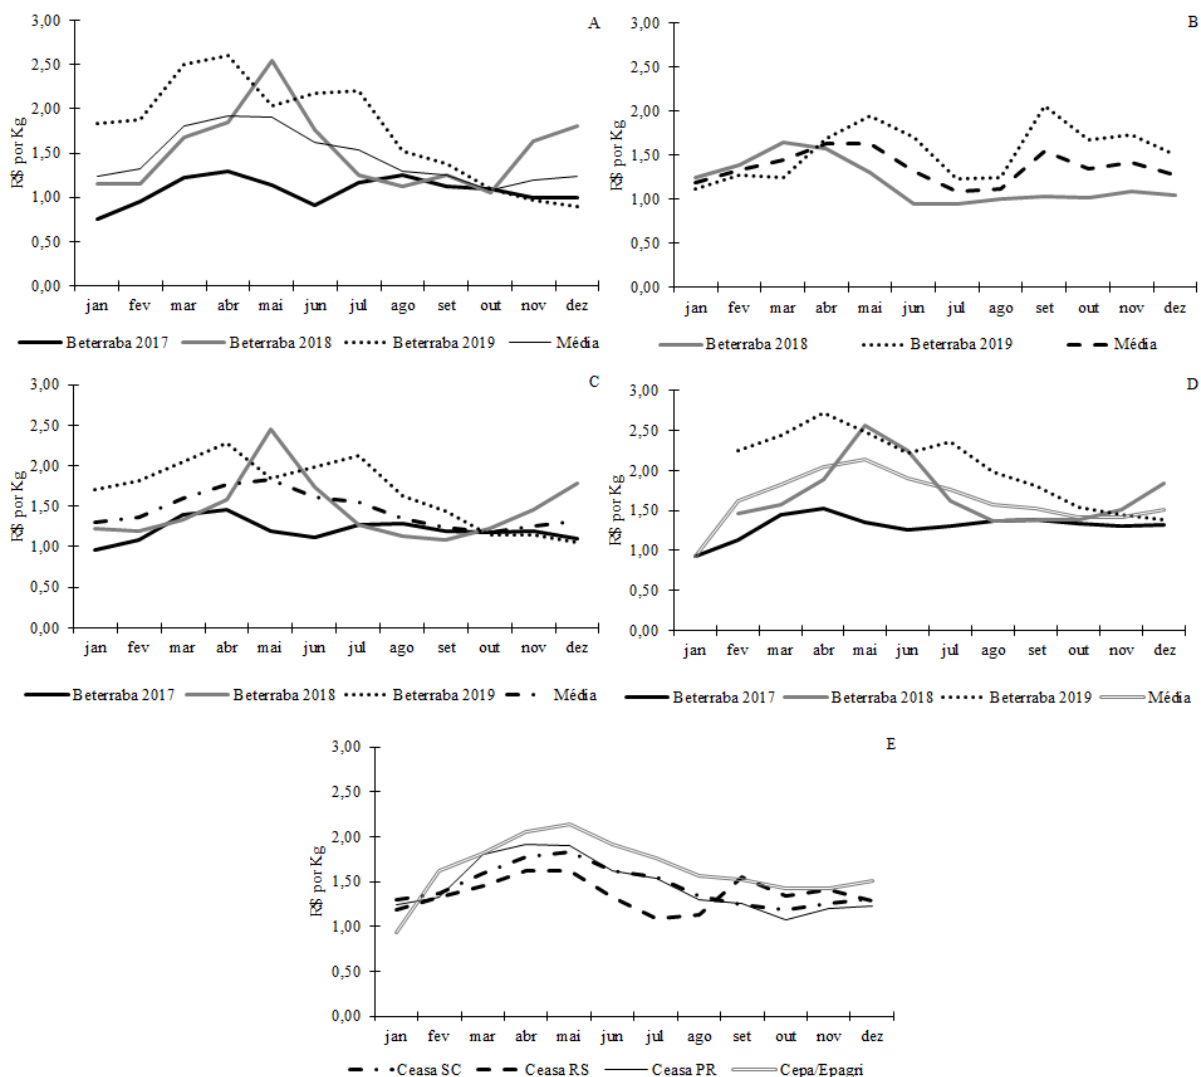 A
R$ por Kg
3,00
2,50
2,00
1,50
1,00
0,50
0,00
jan fev mar abr mai jun jul ago set out nov dez
Beterraba 2017 Beterraba 2018 Beterraba 2019 Média
B
R$ por Kg
3,00
2,50
2,00
1,50
1,00
0,50
0,00
jan fev mar abr mai jun jul ago set out nov dez
Beterraba 2018 Beterraba 2019 Média
C
R$ por Kg
3,00
2,50
2,00
1,50
1,00
0,50
0,00
jan fev mar abr mai jun jul ago set out nov dez
Beterraba 2017 Beterraba 2018 Beterraba 2019 Média
D
R$ por Kg
3,00
2,50
2,00
1,50
1,00
0,50
0,00
jan fev mar abr mai jun jul ago set out nov dez
Beterraba 2017 Beterraba 2018 Beterraba 2019 Média
E
R$ por Kg
3,00
2,50
2,00
1,50
1,00
0,50
0,00
jan fev mar abr mai jun jul ago set out nov dez
Ceasa SC Ceasa RS Ceasa PR Cepa/Epagri